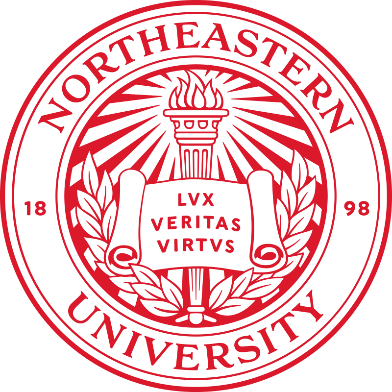 NORTHEASTERN
18 98
LVX
VERITAS
VIRTVS
UNIVERSITY